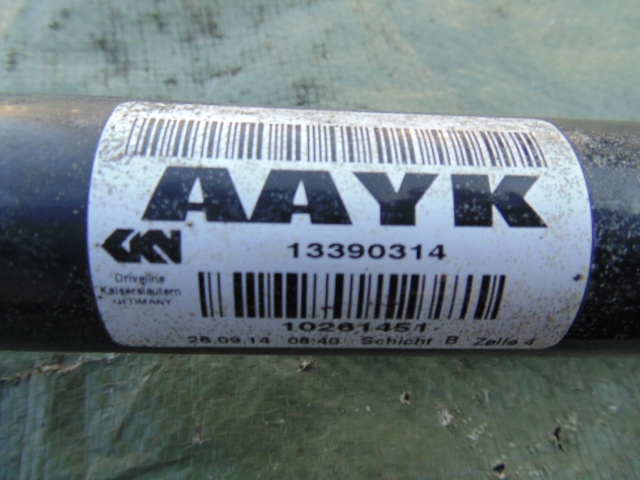 AAYK
GKN
13390314
Driveline
Kaiserslautern
GERMANY
10261451
26.09.14 08:40 Schicht B Zelle 4